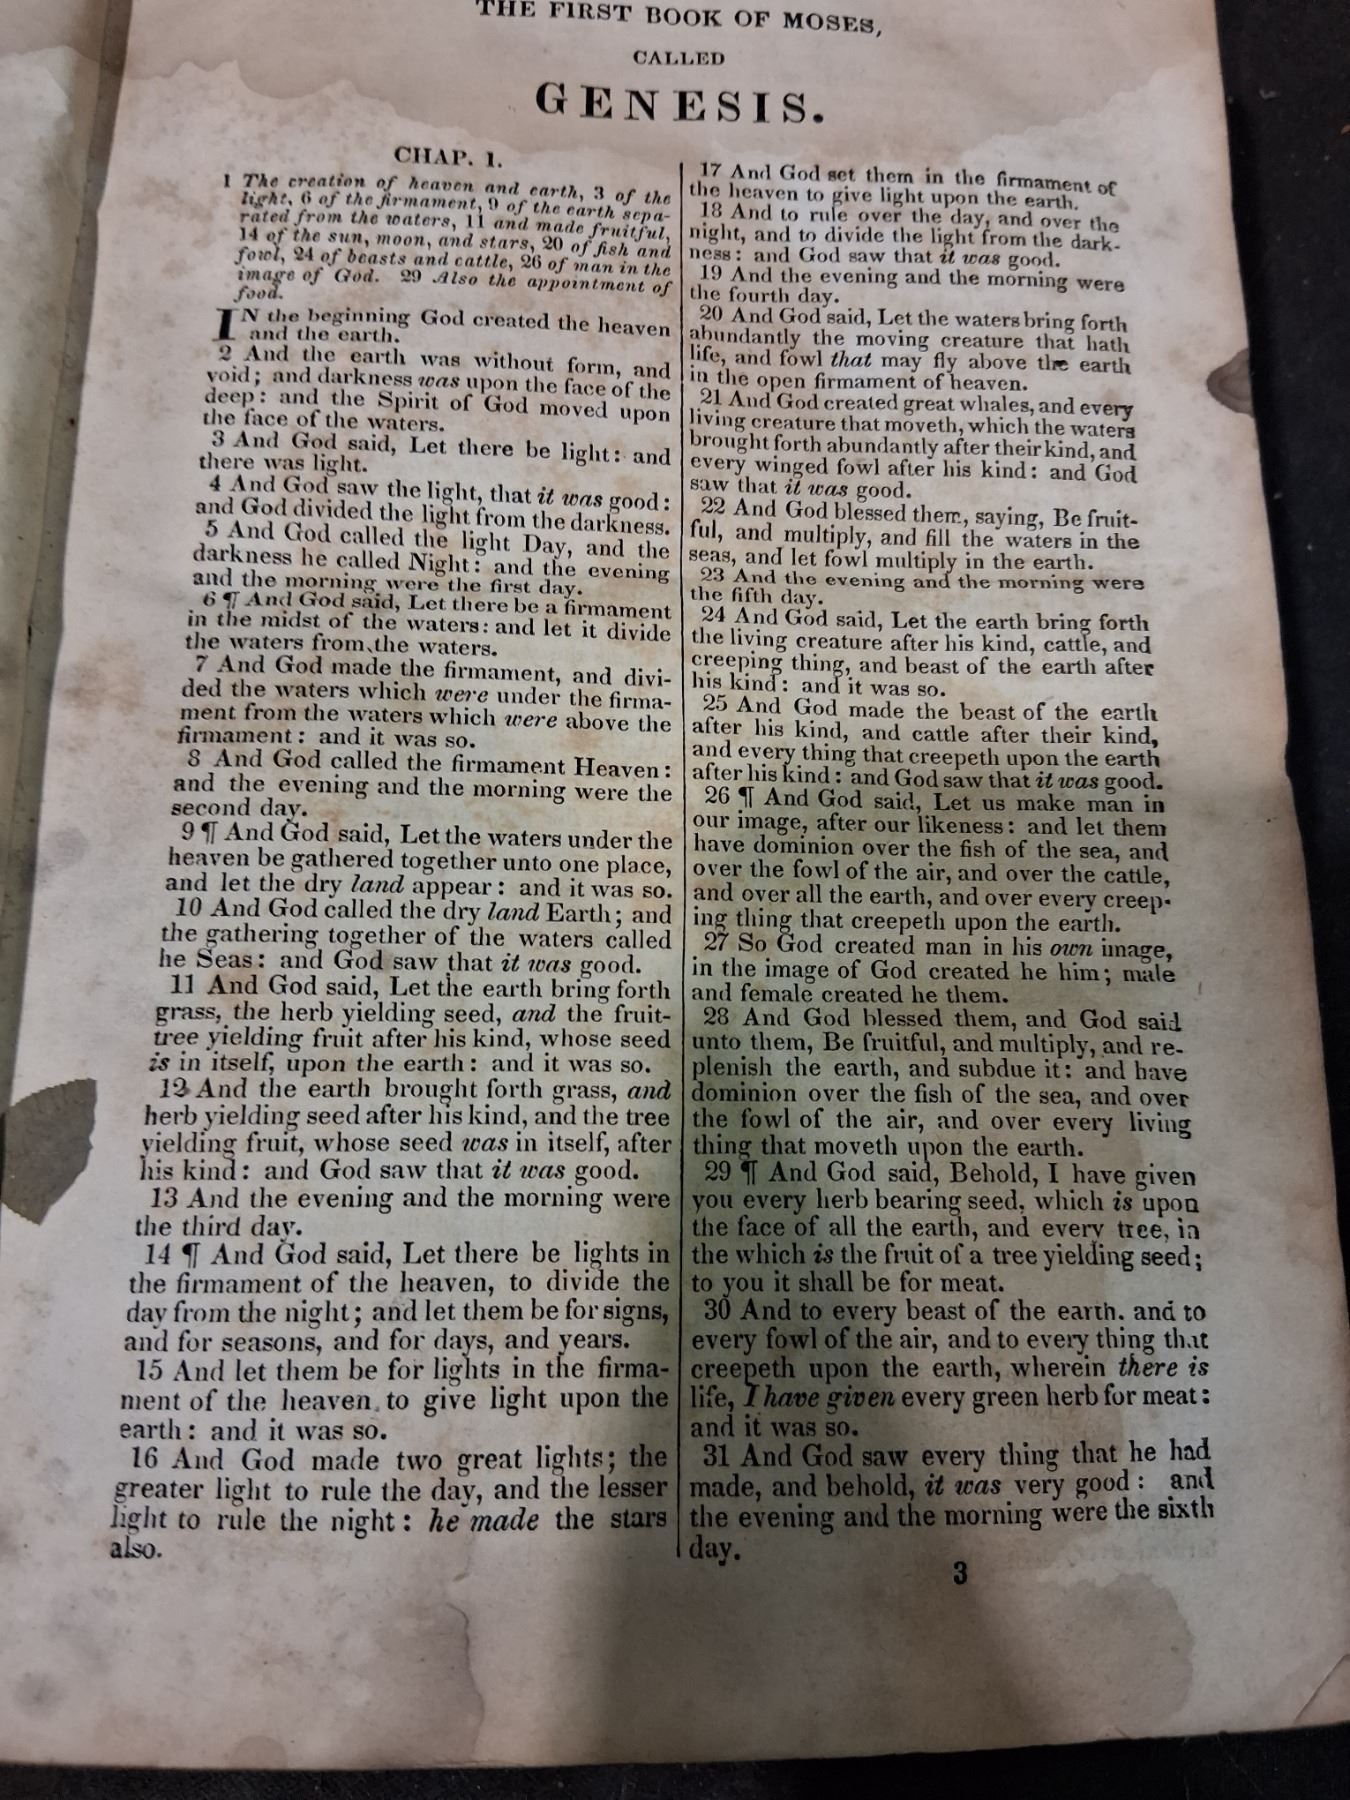 THE FIRST BOOK OF MOSES,
CALLED
GENESIS.
CHAP. 1.
1 The creation of heaven and earth, 3 of the
light, 6 of the firmament, 9 of the earth sepa-
rated from the waters, 11 and made fruitful,
14 of the sun, moon, and stars, 20 of fish and
fowl, 24 of beasts and cattle, 26 of man in the
image of God. 29 Also the appointment of
food.
IN the beginning God created the heaven
and the earth.
2 And the earth was without form, and
void; and darkness was upon the face of the
deep: and the Spirit of God moved upon
the face of the waters.
3 And God said, Let there be light: and
there was light.
4 And God saw the light, that it was good:
and God divided the light from the darkness.
5 And God called the light Day, and the
darkness he called Night: and the evening
and the morning were the first day.
6 ¶ And God said, Let there be a firmament
in the midst of the waters: and let it divide
the waters from the waters.
7 And God made the firmament, and divi-
ded the waters which were under the firma-
ment from the waters which were above the
firmament: and it was so.
8 And God called the firmament Heaven:
and the evening and the morning were the
second day.
9 ¶ And God said, Let the waters under the
heaven be gathered together unto one place,
and let the dry land appear: and it was so.
10 And God called the dry land Earth; and
the gathering together of the waters called
he Seas: and God saw that it was good.
11 And God said, Let the earth bring forth
grass, the herb yielding seed, and the fruit-
tree yielding fruit after his kind, whose seed
is in itself, upon the earth: and it was so.
12 And the earth brought forth grass, and
herb yielding seed after his kind, and the tree
yielding fruit, whose seed was in itself, after
his kind: and God saw that it was good.
13 And the evening and the morning were
the third day.
14 ¶ And God said, Let there be lights in
the firmament of the heaven, to divide the
day from the night; and let them be for signs,
and for seasons, and for days, and years.
15 And let them be for lights in the firma-
ment of the heaven, to give light upon the
earth: and it was so.
16 And God made two great lights; the
greater light to rule the day, and the lesser
light to rule the night: he made the stars
also.
17 And God set them in the firmament of
the heaven to give light upon the earth,
18 And to rule over the day, and over the
night, and to divide the light from the dark-
ness: and God saw that it was good.
19 And the evening and the morning were
the fourth day.
20 And God said, Let the waters bring forth
abundantly the moving creature that hath
life, and fowl that may fly above the earth
in the open firmament of heaven.
21 And God created great whales, and every
living creature that moveth, which the waters
brought forth abundantly after their kind, and
every winged fowl after his kind: and God
saw that it was good.
22 And God blessed them, saying, Be fruit-
ful, and multiply, and fill the waters in the
seas, and let fowl multiply in the earth.
23 And the evening and the morning were
the fifth day.
24 And God said, Let the earth bring forth
the living creature after his kind, cattle, and
creeping thing, and beast of the earth after
his kind: and it was so.
25 And God made the beast of the earth
after his kind, and cattle after their kind,
and every thing that creepeth upon the earth
after his kind: and God saw that it was good.
26 ¶ And God said, Let us make man in
our image, after our likeness: and let them
have dominion over the fish of the sea, and
over the fowl of the air, and over the cattle,
and over all the earth, and over every creep-
ing thing that creepeth upon the earth.
27 So God created man in his own image,
in the image of God created he him; male
and female created he them.
28 And God blessed them, and God said
unto them, Be fruitful, and multiply, and re-
plenish the earth, and subdue it: and have
dominion over the fish of the sea, and over
the fowl of the air, and over every living
thing that moveth upon the earth.
29 ¶ And God said, Behold, I have given
you every herb bearing seed, which is upon
the face of all the earth, and every tree, in
the which is the fruit of a tree yielding seed;
to you it shall be for meat.
30 And to every beast of the earth, and to
every fowl of the air, and to every thing that
creepeth upon the earth, wherein there is
life, I have given every green herb for meat:
and it was so.
31 And God saw every thing that he had
made, and behold, it was very good: and
the evening and the morning were the sixth
day.
3